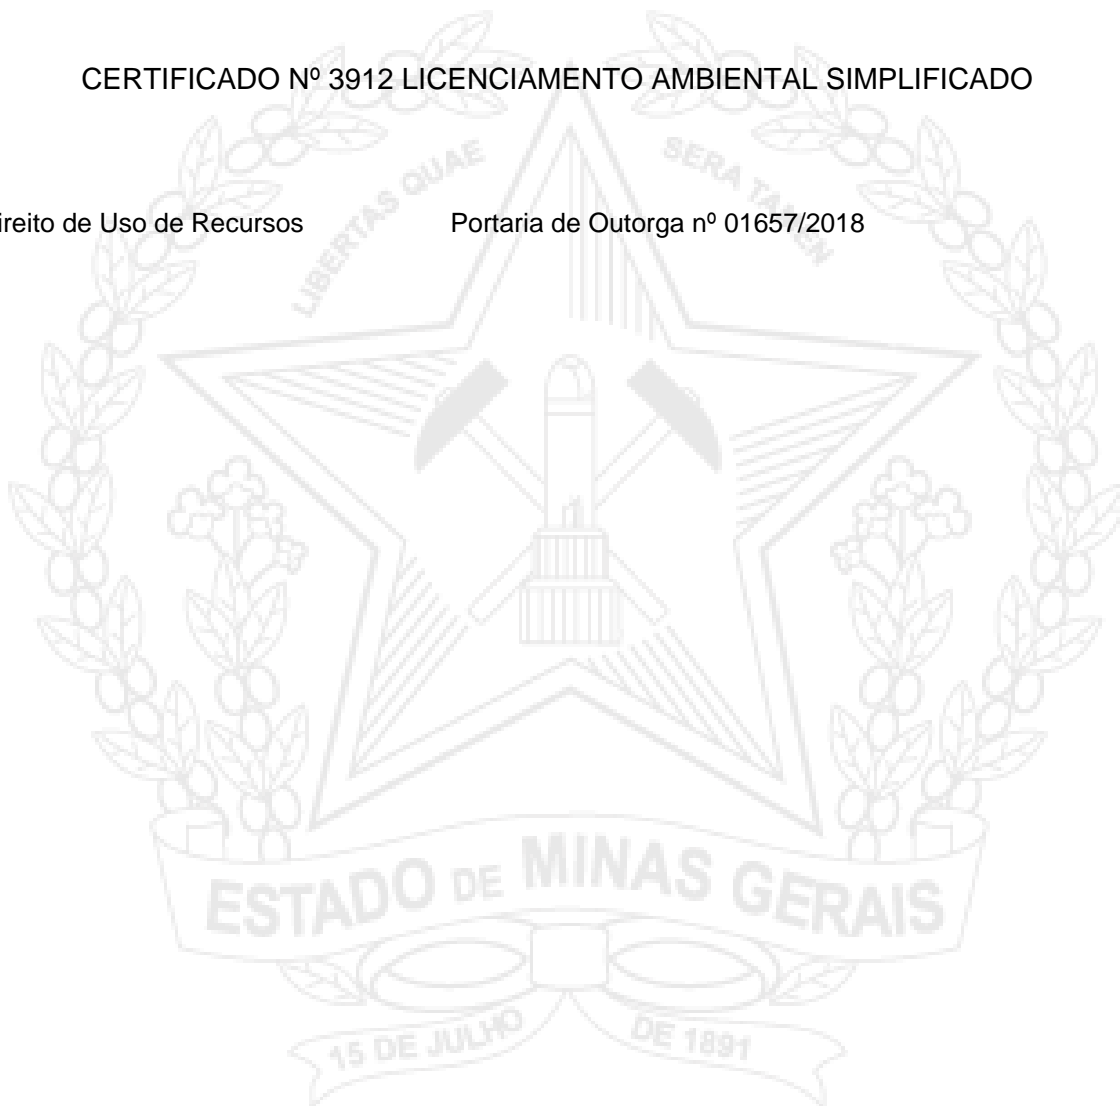 CERTIFICADO Nº 3912 LICENCIAMENTO AMBIENTAL SIMPLIFICADO
LIBERTAS QUAE SERA TAMEN
ireito de Uso de Recursos Portaria de Outorga nº 01657/2018
ESTADO DE MINAS GERAIS
15 DE JULHO DE 1891